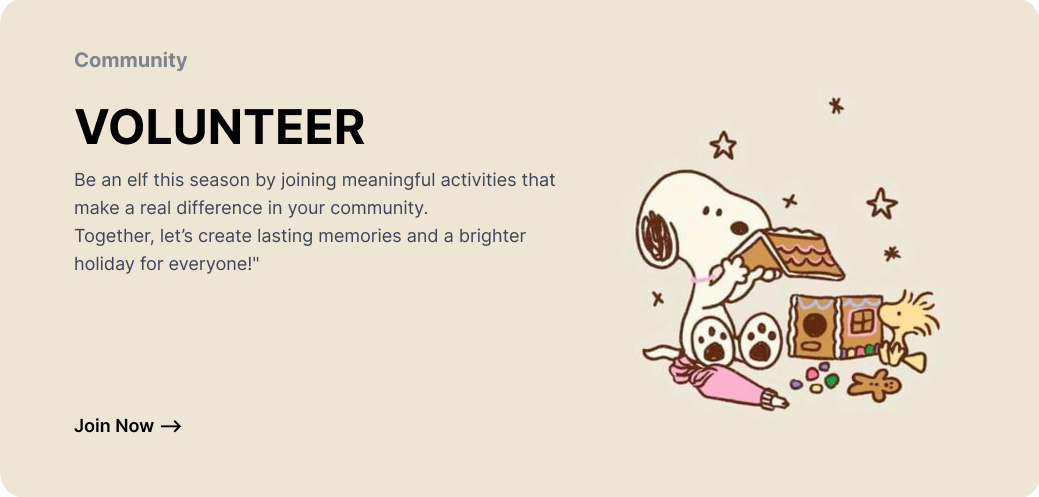 Community
VOLUNTEER
Be an elf this season by joining meaningful activities that
make a real difference in your community.
Together, let’s create lasting memories and a brighter
holiday for everyone!"
Join Now →